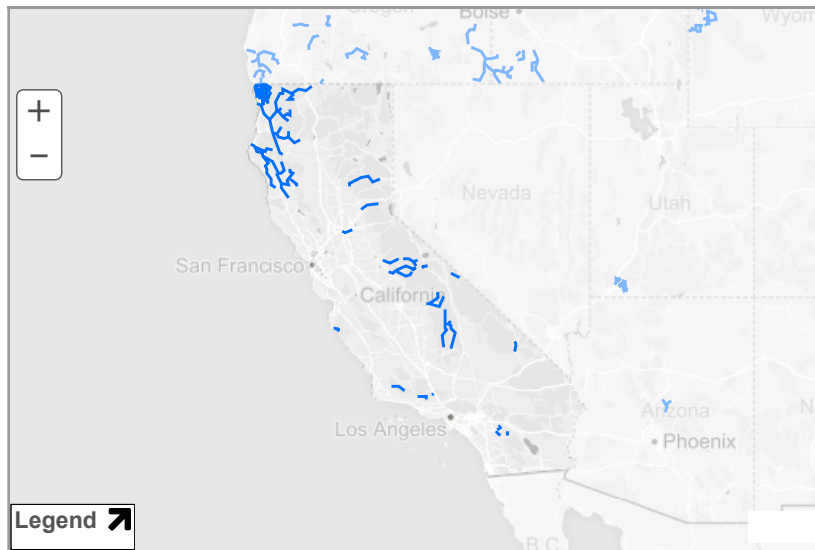 Oregon
Boise
Wyom
+
−
Nevada
Utah
San Francisco
California
Arizona
N
Los Angeles
Phoenix
Legend
B.C.